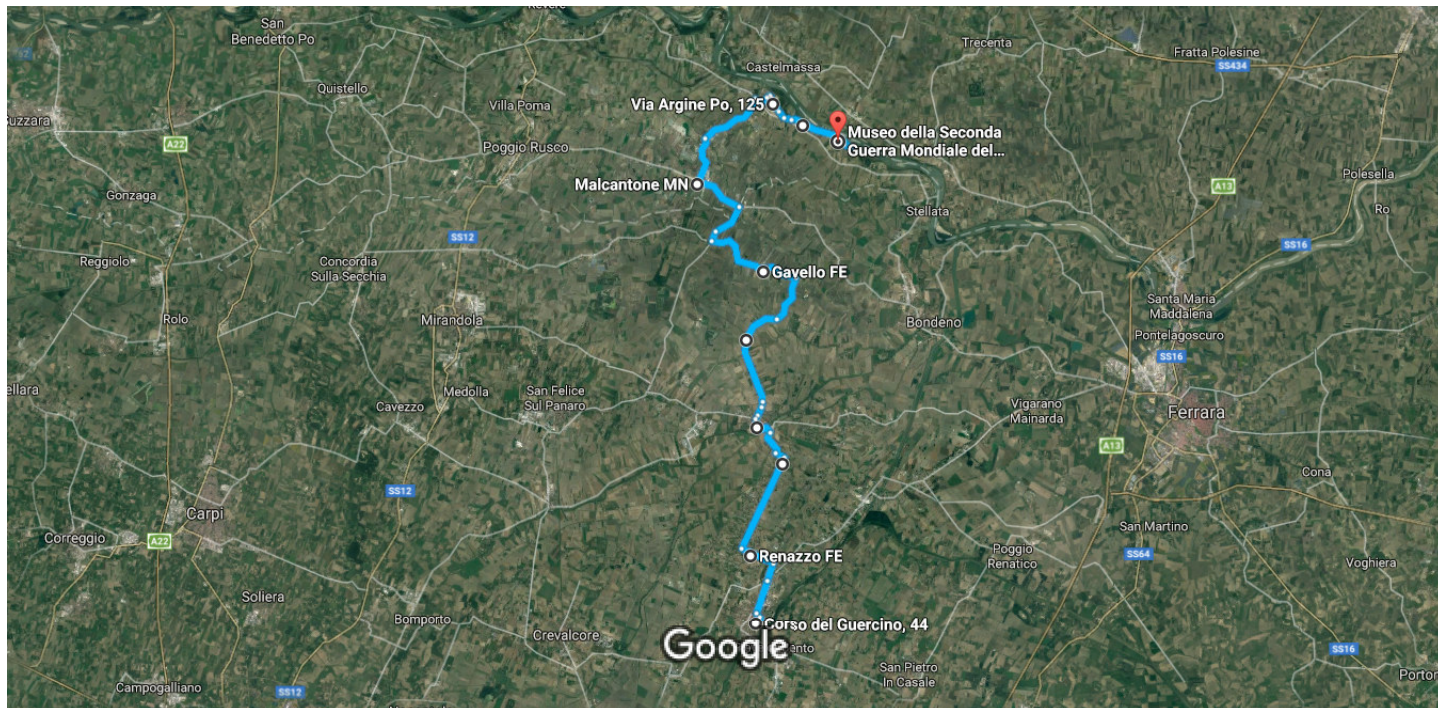 San
Benedetto Po
Revere
Trecenta
Fratta Polesine
SS434
Castelmassa
Quistello
Villa Poma
Via Argine Po, 125
Museo della Seconda
Guerra Mondiale del...
A22
Poggio Rusco
Malcantone MN
Gonzaga
A13
Polesella
Stellata
Ro
SS12
SS16
Reggiolo
Concordia
Sulla Secchia
Gavello FE
Santa Maria
Maddalena
Rolo
Mirandola
Bondeno
Pontelagoscuro
SS16
Medolla
San Felice
Sul Panaro
Cavezzo
Vigarano
Mainarda
Ferrara
A13
Cona
SS12
Carpi
Correggio
A22
San Martino
Renazzo FE
Poggio
Renatico
SS64
Voghiera
Soliera
Bomporto
Crevalcore
Corso del Guercino, 44
Google
San Pietro
In Casale
SS16
Campogalliano
SS12